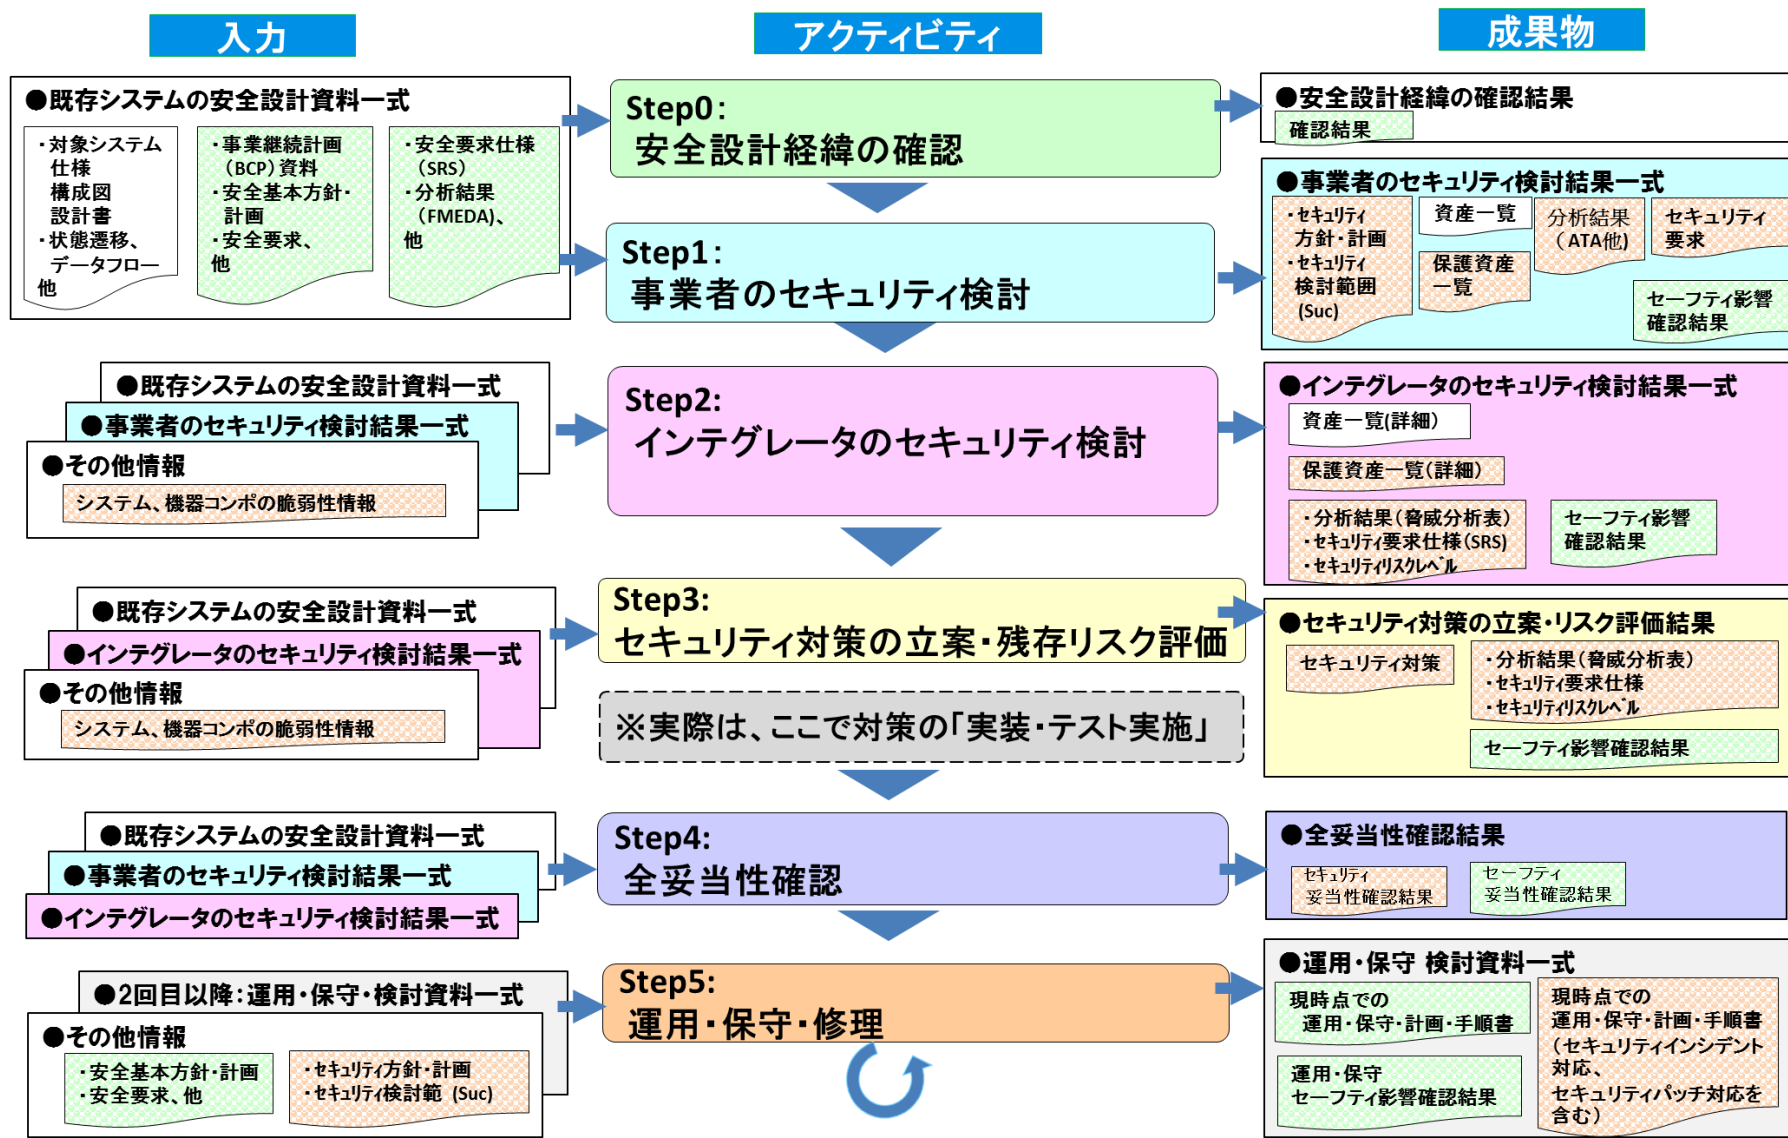 入力
アクティビティ
成果物
●既存システムの安全設計資料一式
・対象システム
仕様
構成図
設計書
・状態遷移、
データフロー
他
・事業継続計画
(BCP)資料
・安全基本方針・
計画
・安全要求、
他
・安全要求仕様
(SRS)
・分析結果
(FMEDA)、
他
Step0:
安全設計経緯の確認
●安全設計経緯の確認結果
確認結果
Step1:
事業者のセキュリティ検討
●事業者のセキュリティ検討結果一式
・セキュリティ
方針・計画
・セキュリティ
検討範囲
(Suc)
資産一覧
保護資産
一覧
分析結果
(ATA他)
セキュリティ
要求
セーフティ影響
確認結果
●既存システムの安全設計資料一式
●事業者のセキュリティ検討結果一式
●その他情報
システム、機器コンポの脆弱性情報
Step2:
インテグレータのセキュリティ検討
●インテグレータのセキュリティ検討結果一式
資産一覧(詳細)
保護資産一覧(詳細)
・分析結果(脅威分析表)
・セキュリティ要求仕様(SRS)
・セキュリティリスクレベル
セーフティ影響
確認結果
●既存システムの安全設計資料一式
●インテグレータのセキュリティ検討結果一式
●その他情報
システム、機器コンポの脆弱性情報
Step3:
セキュリティ対策の立案・残存リスク評価
※実際は、ここで対策の「実装・テスト実施」
●セキュリティ対策の立案・リスク評価結果
セキュリティ対策
・分析結果(脅威分析表)
・セキュリティ要求仕様
・セキュリティリスクレベル
セーフティ影響確認結果
●既存システムの安全設計資料一式
●事業者のセキュリティ検討結果一式
●インテグレータのセキュリティ検討結果一式
Step4:
全妥当性確認
●全妥当性確認結果
セキュリティ
妥当性確認結果
セーフティ
妥当性確認結果
●2回目以降:運用・保守・検討資料一式
●その他情報
・安全基本方針・計画
・安全要求、他
・セキュリティ方針・計画
・セキュリティ検討範 (Suc)
Step5:
運用・保守・修理
●運用・保守 検討資料一式
現時点での
運用・保守・計画・手順書
運用・保守
セーフティ影響確認結果
現時点での
運用・保守・計画・手順書
(セキュリティインシデント
対応、
セキュリティパッチ対応を
含む)